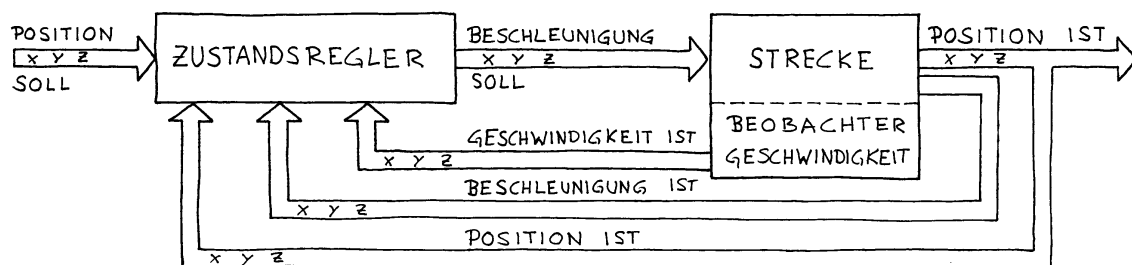 POSITION
X Y Z
SOLL
ZUSTANDSREGLER
BESCHLEUNIGUNG
X Y Z
SOLL
STRECKE
POSITION IST
X Y Z
BEOBACHTER
GESCHWINDIGKEIT
GESCHWINDIGKEIT IST
X Y Z
BESCHLEUNIGUNG IST
X Y Z
POSITION IST
X Y Z